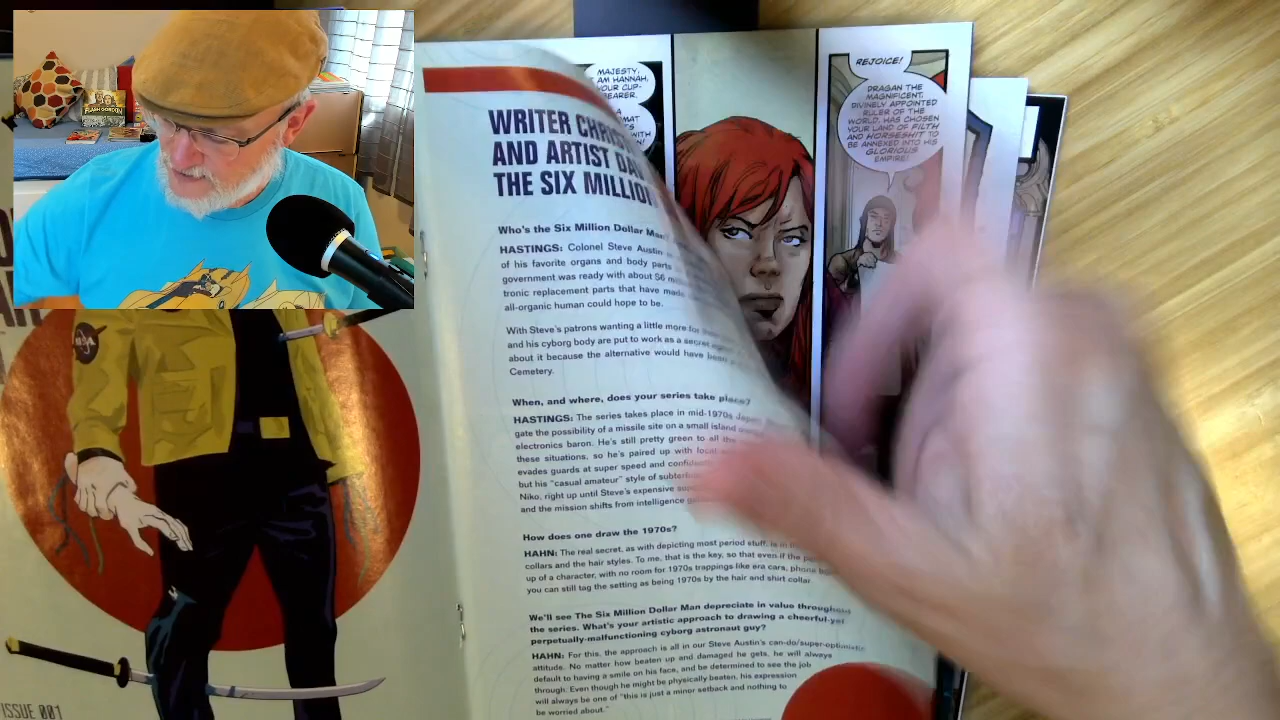 FLASH GORDON
WRITER CHRIS
AND ARTIST
THE SIX MILLION
Who's the Six Million Dollar Man?
HASTINGS: Colonel Steve Austin
of his favorite organs and body parts
government was ready with about $6
tronic replacement parts that have made
all-organic human could hope to be.
With Steve's patrons wanting a little more for
and his cyborg body are put to work as a secret
about it because the alternative would have been
Cemetery.
When, and where, does your series take place?
HASTINGS: The series takes place in mid-1970s Japan
gate the possibility of a missile site on a small island
electronics baron. He's still pretty green to all
these situations, so he's paired up with local
evades guards at super speed and
but his "casual amateur" style of
Niko, right up until Steve's expensive
and the mission shifts from intelligence
How does one draw the 1970s?
HAHN: The real secret, as with depicting most period stuff, is in
collars and the hair styles. To me, that is the key, so that even if the
up of a character, with no room for 1970s trappings like era cars, phone
you can still tag the setting as being 1970s by the hair and shirt collar.
We'll see The Six Million Dollar Man depreciate in value throughout
the series. What's your artistic approach to drawing a cheerful-yet
perpetually-malfunctioning cyborg astronaut guy?
HAHN: For this, the approach is all in our Steve Austin's can-do/super-optimistic
attitude. No matter how beaten up and damaged he gets, he will always
default to having a smile on his face, and be determined to see the job
through. Even though he might be physically beaten, his expression
will always be one of "this is just a minor setback and nothing to
be worried about."
MAJESTY,
AM HANNAH,
YOUR CUP-
BEARER.
WITH
REJOICE!
DRAGAN THE
MAGNIFICENT,
DIVINELY APPOINTED
RULER OF THE
WORLD, HAS CHOSEN
YOUR LAND OF FILTH
AND HORSESHIT TO
BE ANNEXED INTO HIS
GLORIOUS
EMPIRE!
ISSUE 001